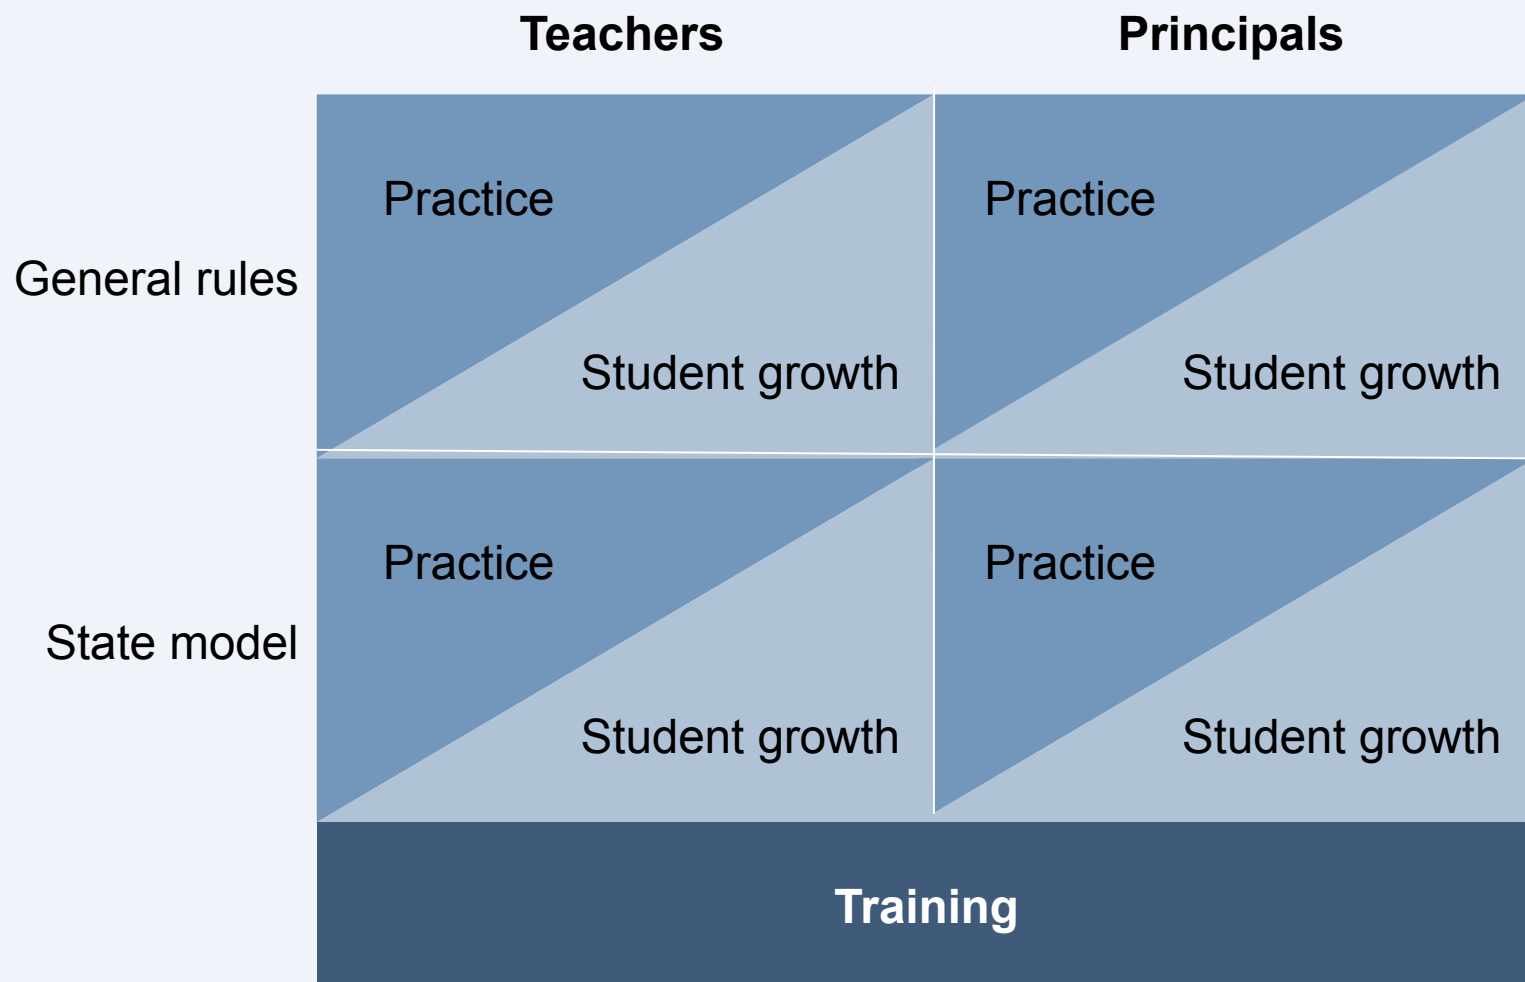 Teachers
Principals
Practice
Practice
General rules
Student growth
Student growth
Practice
Practice
State model
Student growth
Student growth
Training